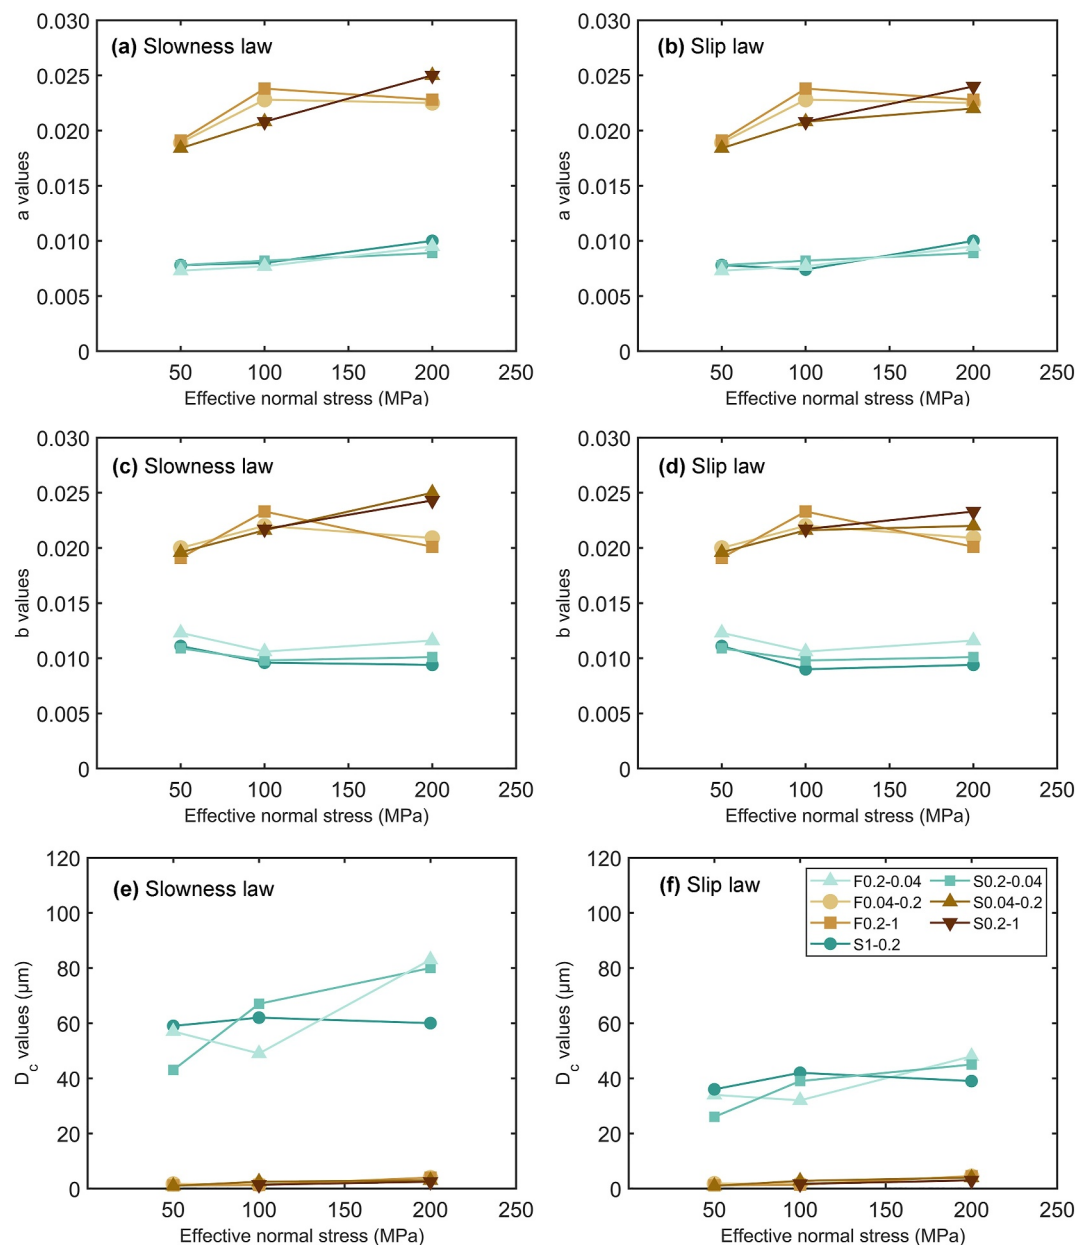 (a) Slowness law
0.030
0.025
0.020
0.015
0.010
0.005
0
a values
50 100 150 200 250
Effective normal stress (MPa)
(b) Slip law
0.030
0.025
0.020
0.015
0.010
0.005
0
a values
50 100 150 200 250
Effective normal stress (MPa)
(c) Slowness law
0.030
0.025
0.020
0.015
0.010
0.005
0
b values
50 100 150 200 250
Effective normal stress (MPa)
(d) Slip law
0.030
0.025
0.020
0.015
0.010
0.005
0
b values
50 100 150 200 250
Effective normal stress (MPa)
(e) Slowness law
120
100
80
60
40
20
0
Dc values (μm)
50 100 150 200 250
Effective normal stress (MPa)
(f) Slip law
F0.2-0.04 S0.2-0.04
F0.04-0.2 S0.04-0.2
F0.2-1 S0.2-1
S1-0.2
120
100
80
60
40
20
0
Dc values (μm)
50 100 150 200 250
Effective normal stress (MPa)